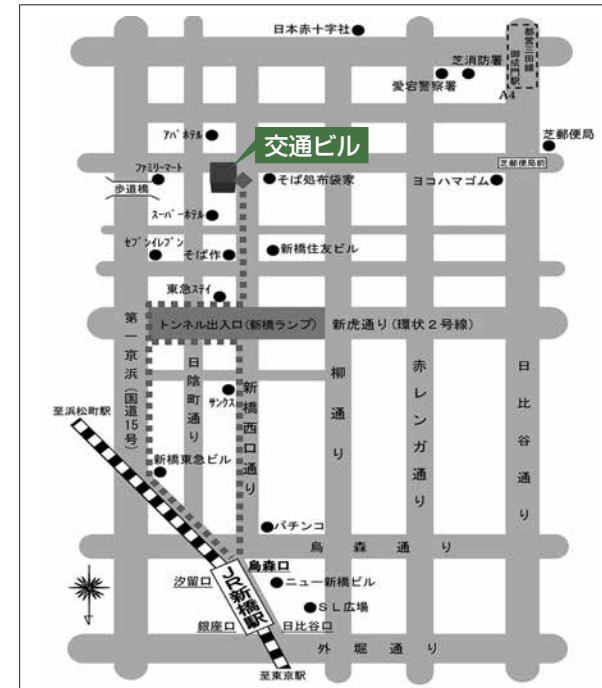 日本赤十字社
都営三田線
御成門駅
芝消防署
愛宕警察署
A4
アパホテル
芝郵便局
交通ビル
芝郵便局前
ファミリーマート
そば処布袋家
ヨコハマゴム
歩道橋
スーパーホテル
セブンイレブン
そば作
新橋住友ビル
東急ステイ
トンネル出入口(新橋ランプ)
新虎通り(環状2号線)
第一京浜(国道15号)
日陰町通り
新橋西口通り
柳通り
赤レンガ通り
日比谷通り
サンクス
至浜松町駅
新橋東急ビル
パチンコ
烏森通り
烏森口
汐留口
JR新橋駅
ニュー新橋ビル
SL広場
銀座口
日比谷口
外堀通り
至東京駅